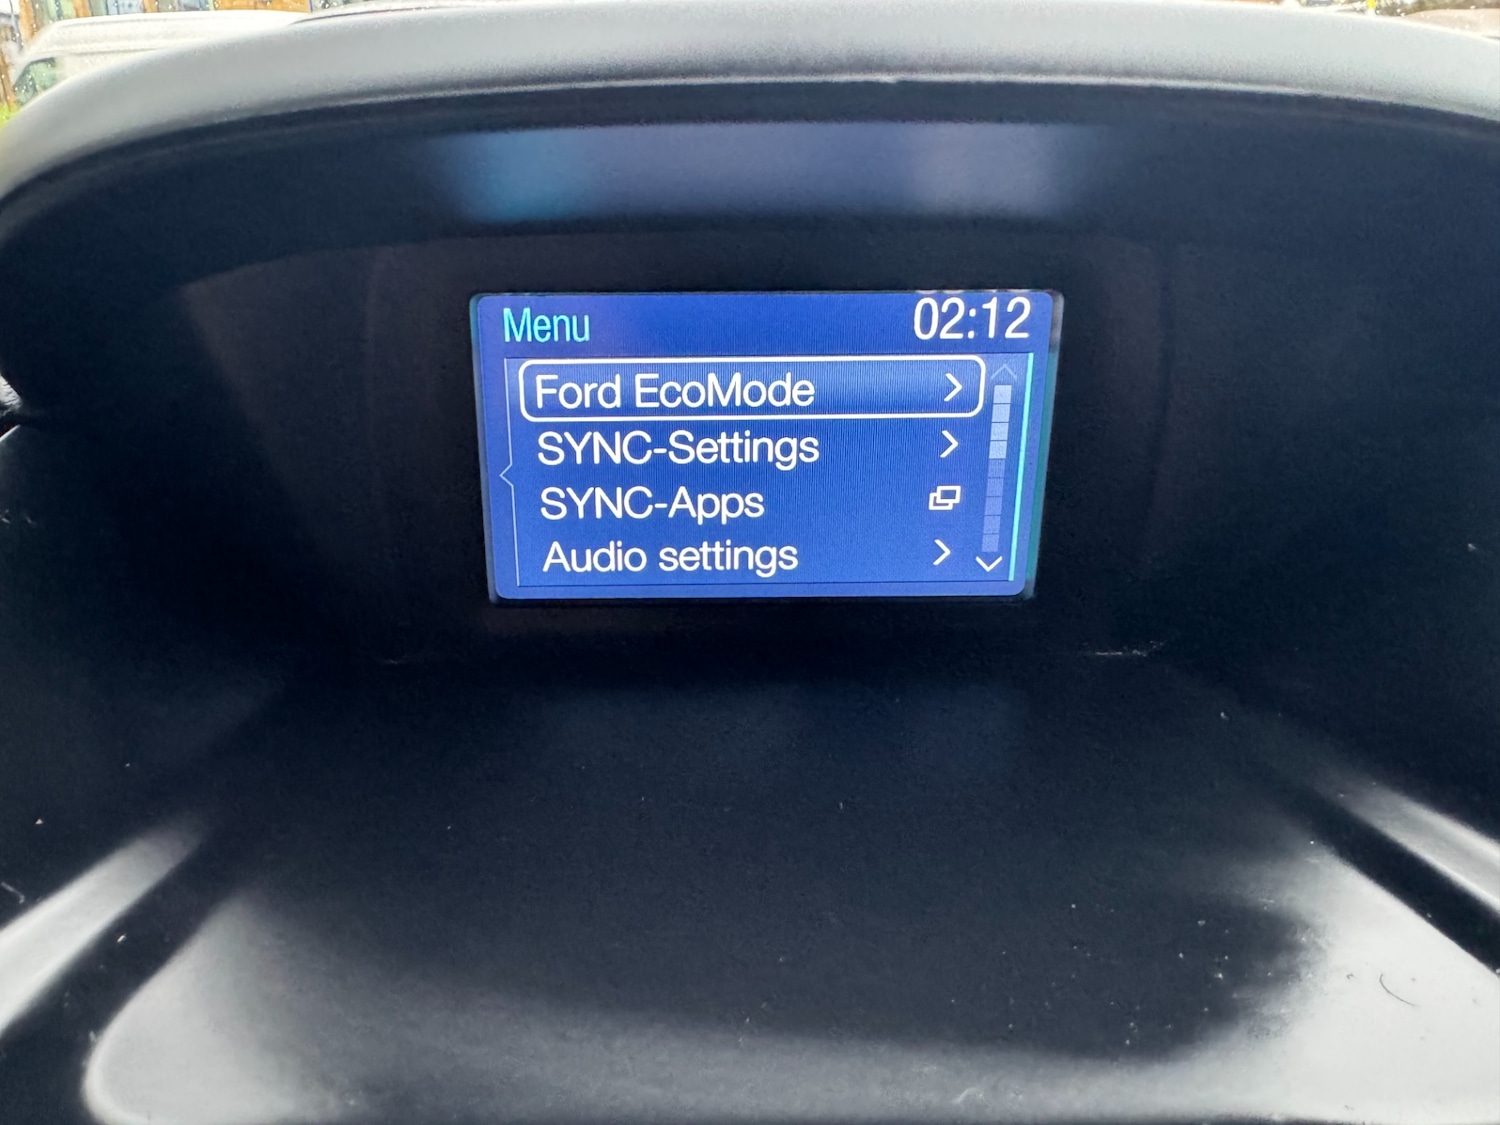 Menu 02:12
Ford EcoMode
SYNC-Settings
SYNC-Apps
Audio settings